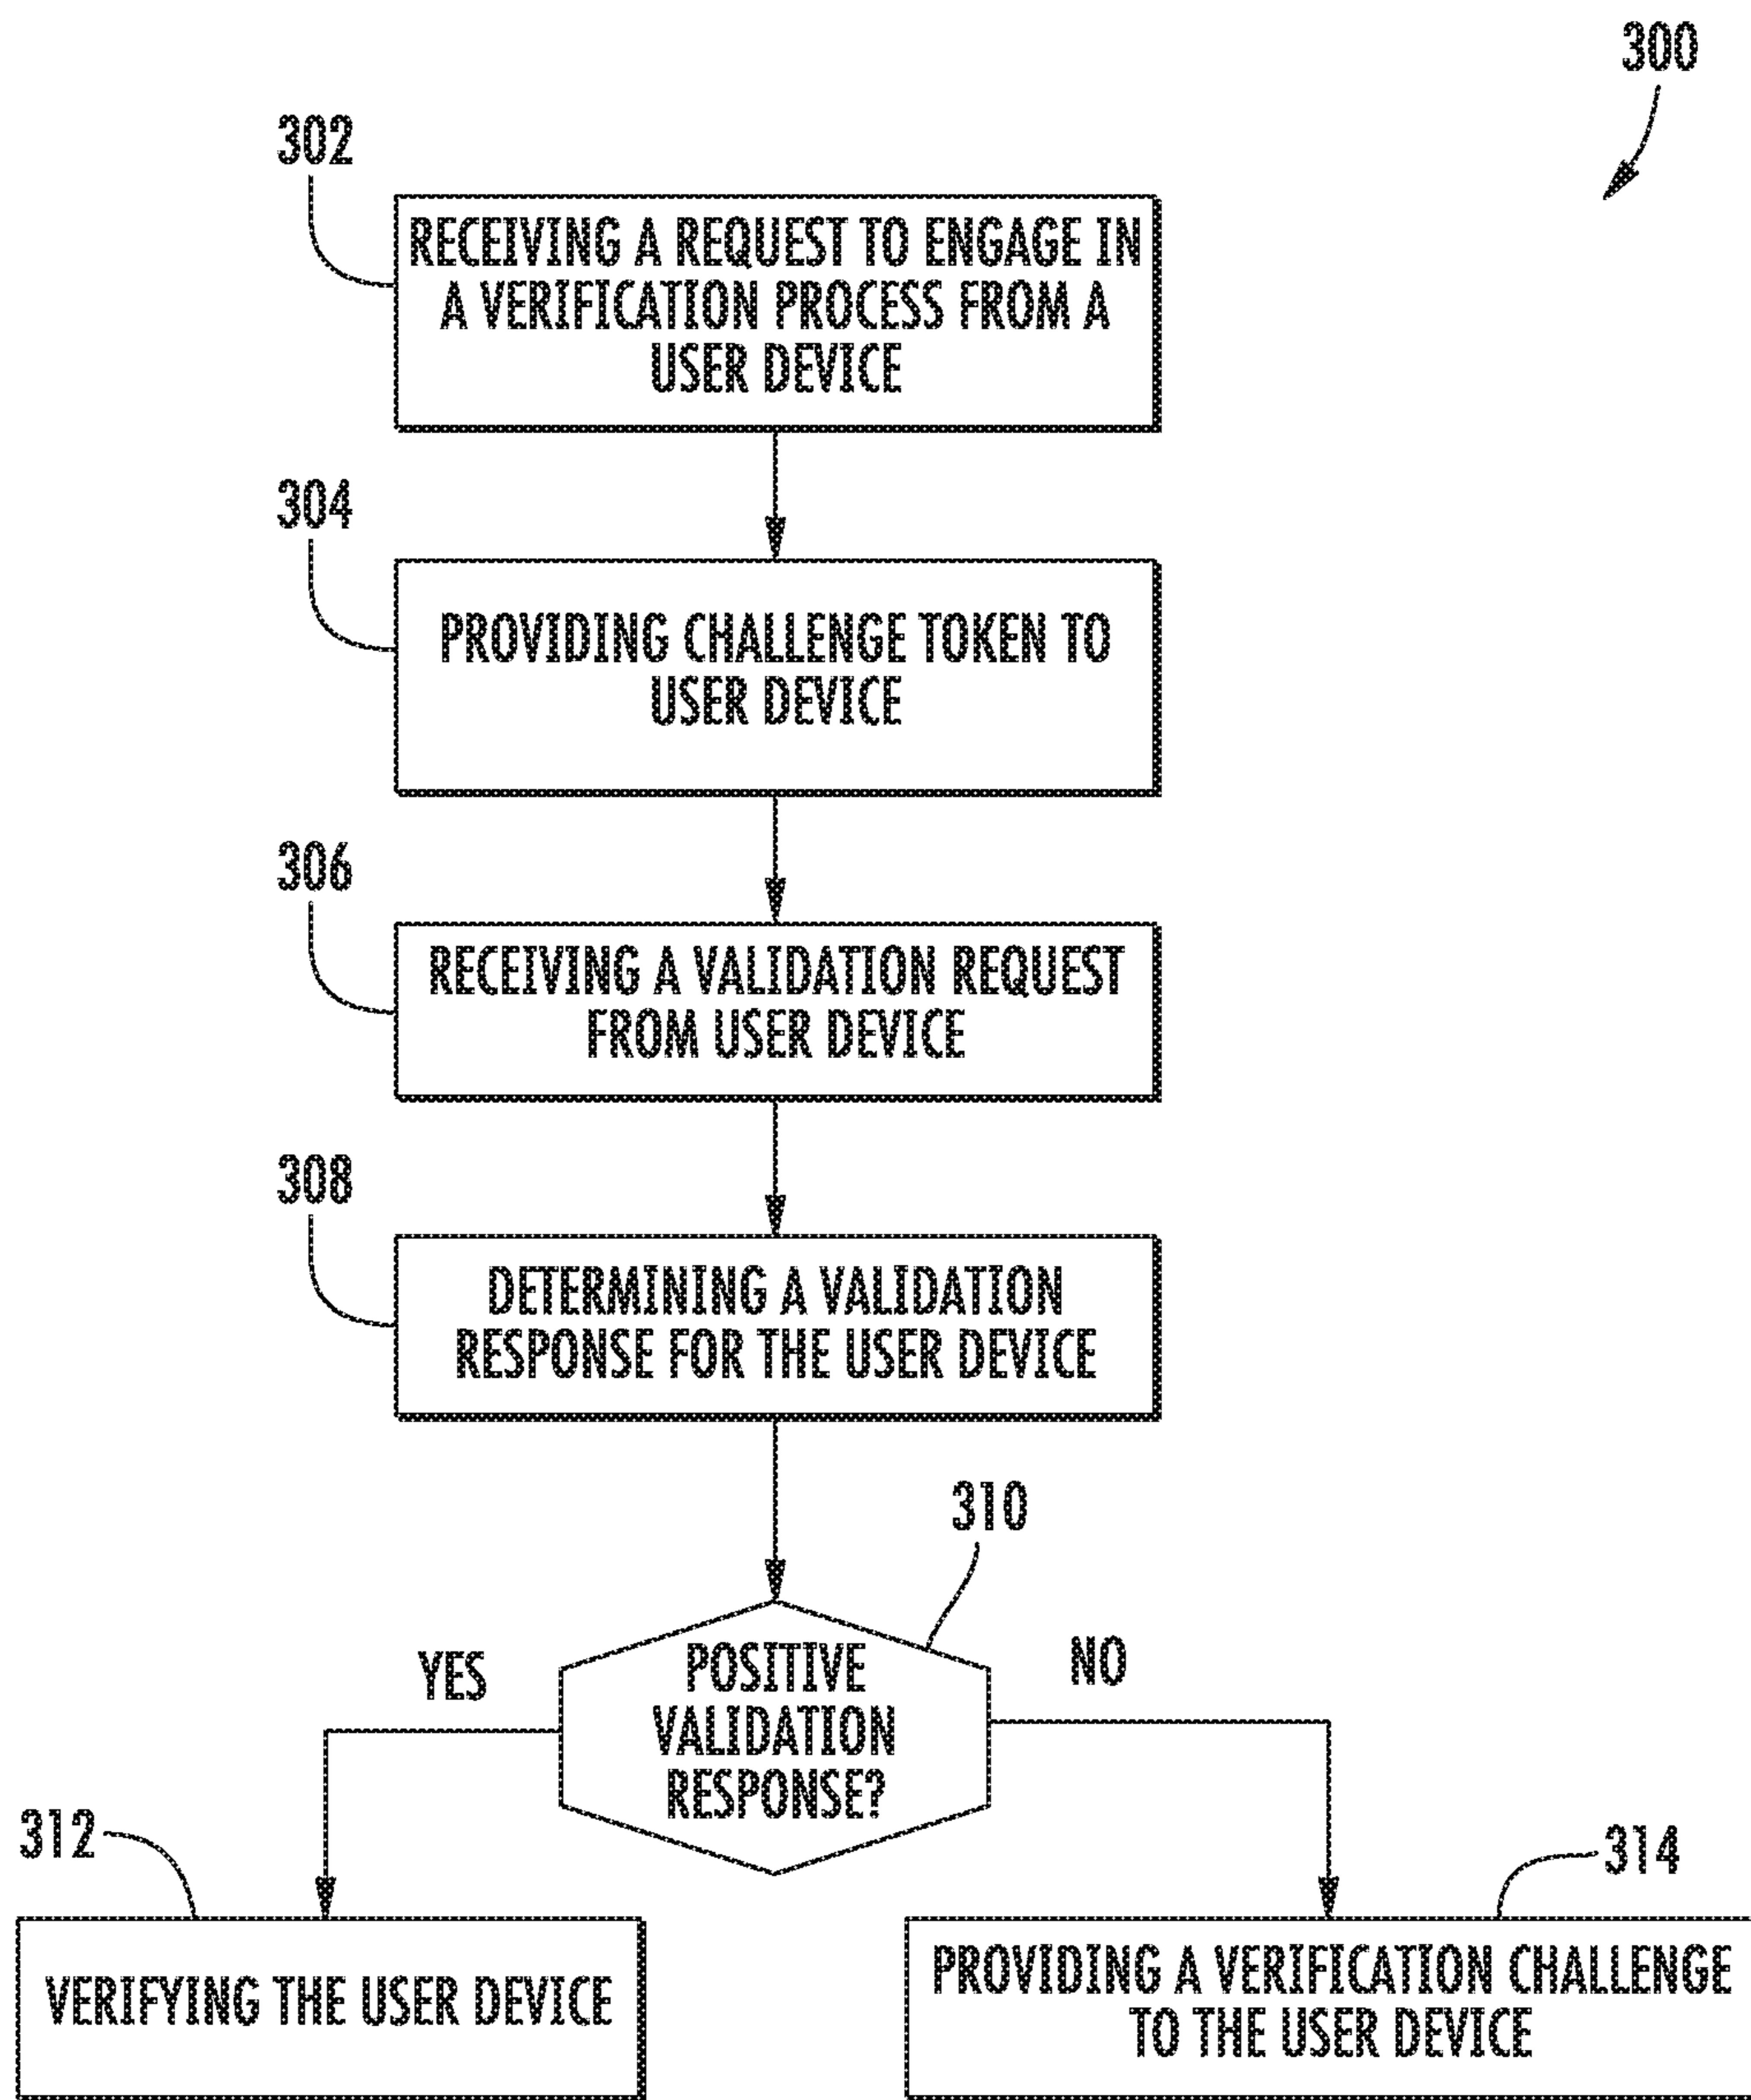 300
302
RECEIVING A REQUEST TO ENGAGE IN
A VERIFICATION PROCESS FROM A
USER DEVICE
304
PROVIDING CHALLENGE TOKEN TO
USER DEVICE
306
RECEIVING A VALIDATION REQUEST
FROM USER DEVICE
308
DETERMINING A VALIDATION
RESPONSE FOR THE USER DEVICE
310
POSITIVE
VALIDATION
RESPONSE?
YES
NO
312
VERIFYING THE USER DEVICE
314
PROVIDING A VERIFICATION CHALLENGE
TO THE USER DEVICE